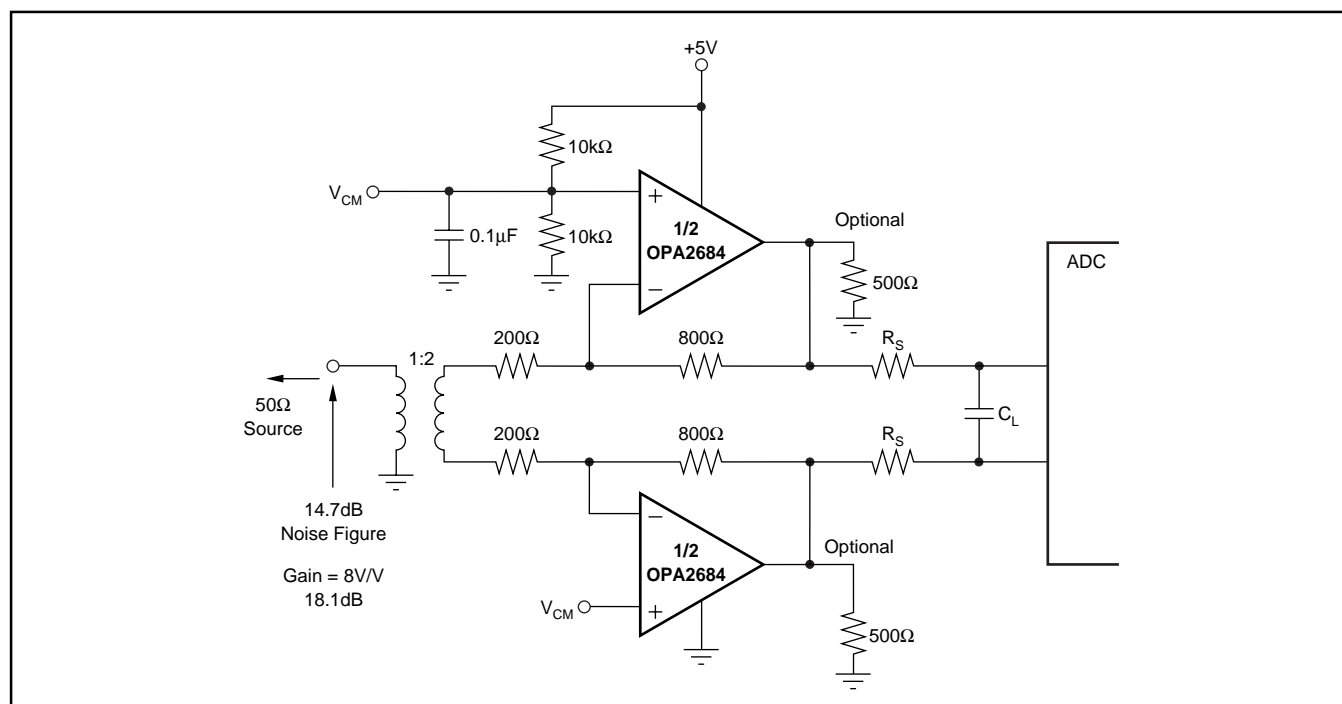 +5V
10kΩ
V_CM
+
0.1μF
10kΩ
1/2
OPA2684
−
Optional
500Ω
ADC
200Ω
800Ω
R_S
1:2
50Ω
Source
C_L
200Ω
800Ω
R_S
14.7dB
Noise Figure
Gain = 8V/V
18.1dB
−
1/2
OPA2684
+
V_CM
Optional
500Ω